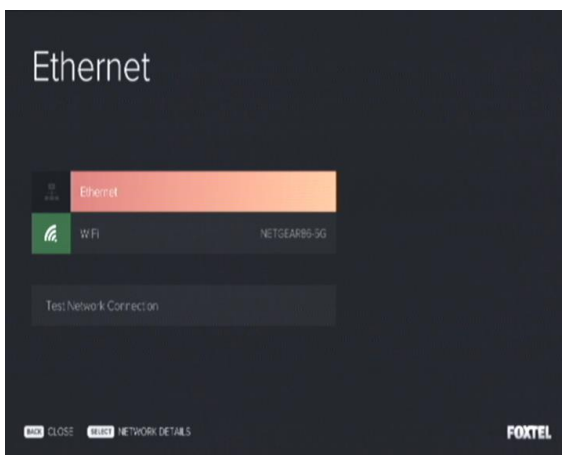 Ethernet
Ethernet
WiFi NETGEAR86-5G
Test Network Connection
BACK CLOSE SELECT NETWORK DETAILS
FOXTEL